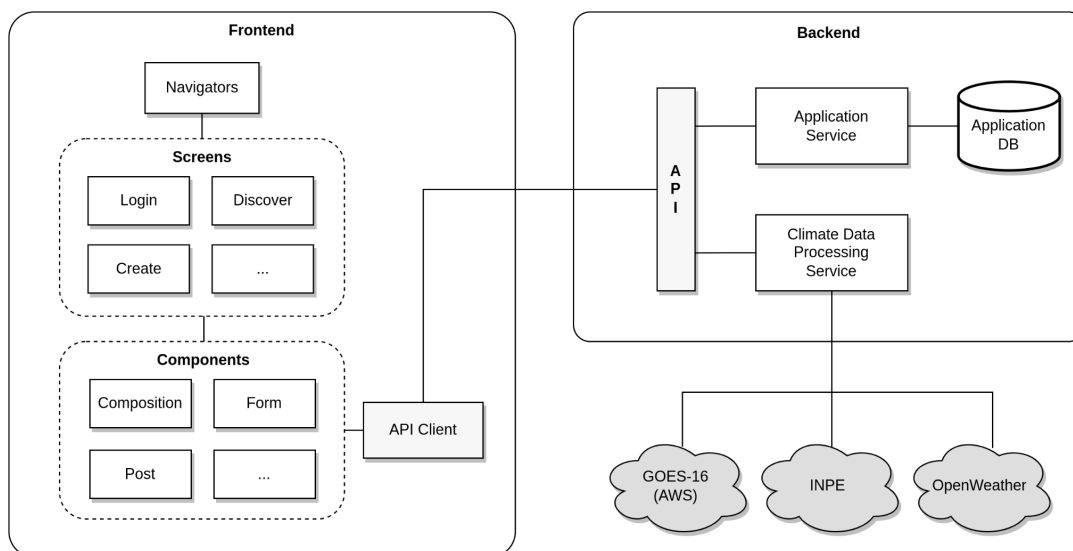 Frontend
Navigators
Screens
Login
Discover
Create
...
Components
Composition
Form
Post
...
API Client
Backend
A
P
I
Application
Service
Application
DB
Climate Data
Processing
Service
GOES-16
(AWS)
INPE
OpenWeather